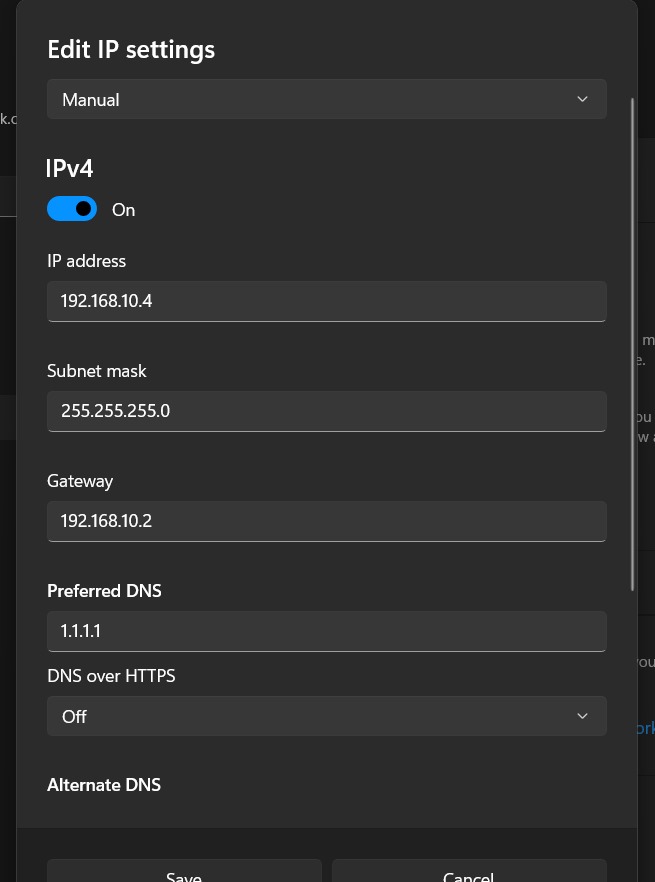 Edit IP settings
Manual
IPv4
On
IP address
192.168.10.4
Subnet mask
255.255.255.0
Gateway
192.168.10.2
Preferred DNS
1.1.1.1
DNS over HTTPS
Off
Alternate DNS
Save
Cancel